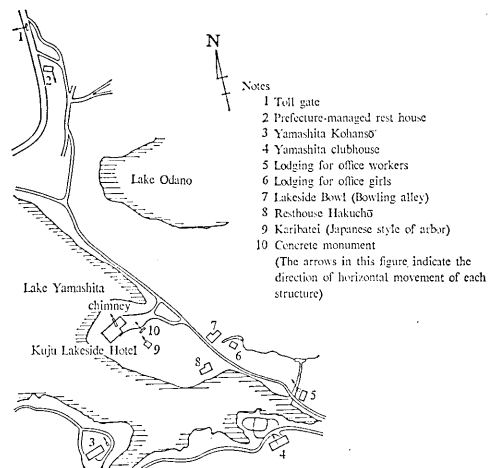 N
1
2
Notes
1 Toll gate
2 Prefecture-managed rest house
3 Yamashita Kohansō
4 Yamashita clubhouse
5 Lodging for office workers
6 Lodging for office girls
7 Lakeside Bowl (Bowling alley)
8 Resthouse Hakuchō
9 Karibatei (Japanese style of arbor)
10 Concrete monument
(The arrows in this figure indicate the
direction of horizontal movement of each
structure)
Lake Odano
Lake Yamashita
chimney
10
9
Kuju Lakeside Hotel
7
6
8
5
3
4